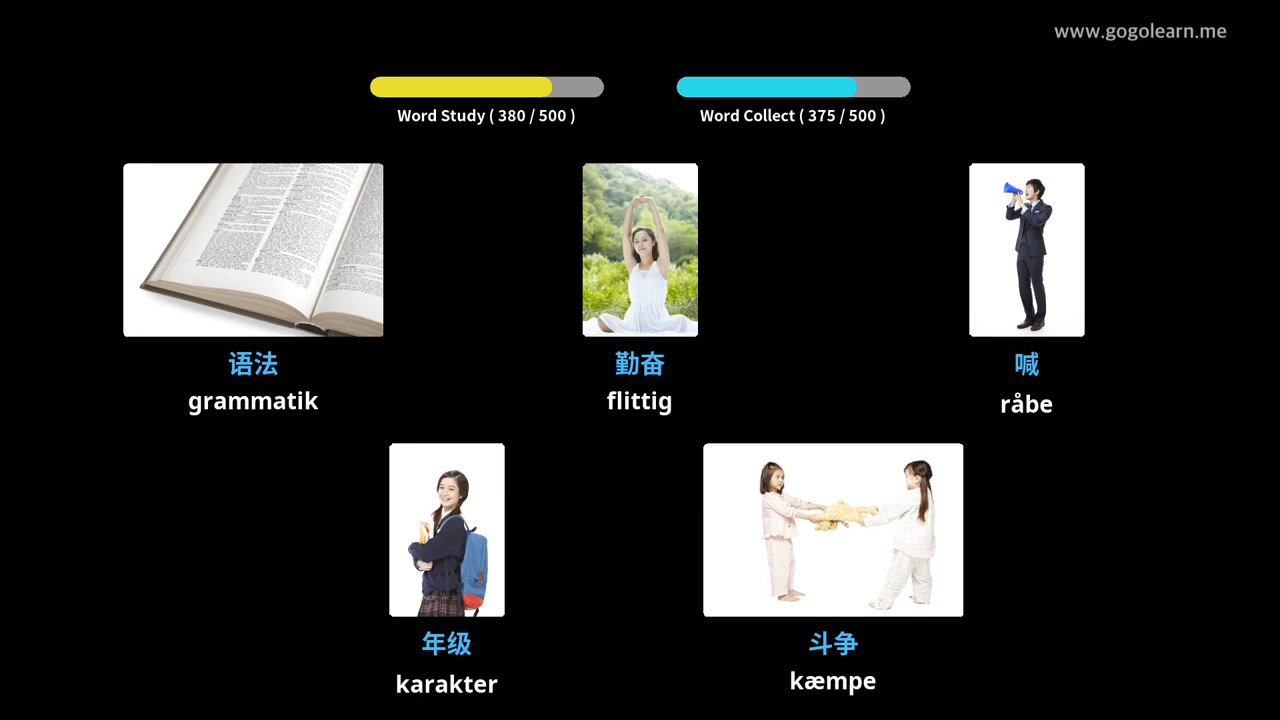 www.gogolearn.me
Word Study ( 380 / 500 )
Word Collect ( 375 / 500 )
语法
grammatik
勤奋
flittig
喊
råbe
年级
karakter
斗争
kæmpe